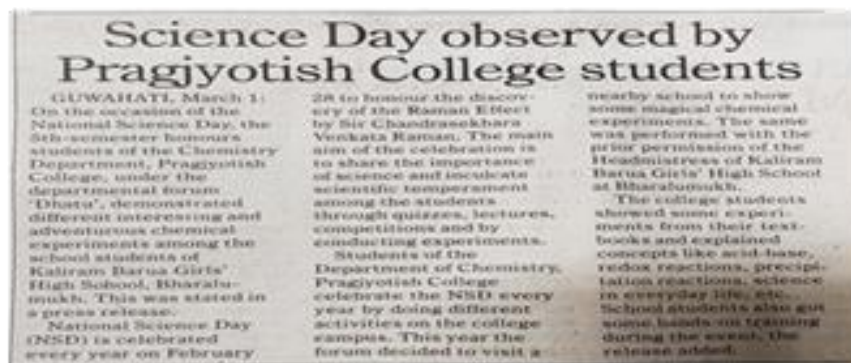 Science Day observed by
Pragjyotish College students
GUWAHATI, March 1:
On the occasion of the
National Science Day, the
5th-semester honours
students of the Chemistry
Department, Pragjyotish
College, under the
departmental forum
'Dhatu', demonstrated
different interesting and
adventurous chemical
experiments among the
school students of
Kaliram Barua Girls'
High School, Bharalu-
mukh. This was stated in
a press release.
National Science Day
(NSD) is celebrated
every year on February
28 to honour the discov-
ery of the Raman Effect
by Sir Chandrasekhara
Venkata Raman. The main
aim of the celebration is
to share the importance
of science and inculcate
scientific temperament
among the students
through quizzes, lectures,
competitions and by
conducting experiments.
Students of the
Department of Chemistry,
Pragjyotish College
celebrate the NSD every
year by doing different
activities on the college
campus. This year the
forum decided to visit a
nearby school to show
some magical chemical
experiments. The same
was performed with the
prior permission of the
Headmistress of Kaliram
Barua Girls' High School
at Bharalumukh.
The college students
showed some experi-
ments from their text-
books and explained
concepts like acid-base,
redox reactions, precipi-
tation reactions, science
in everyday life, etc.
School students also got
some hands-on training
during the event, the
release added.